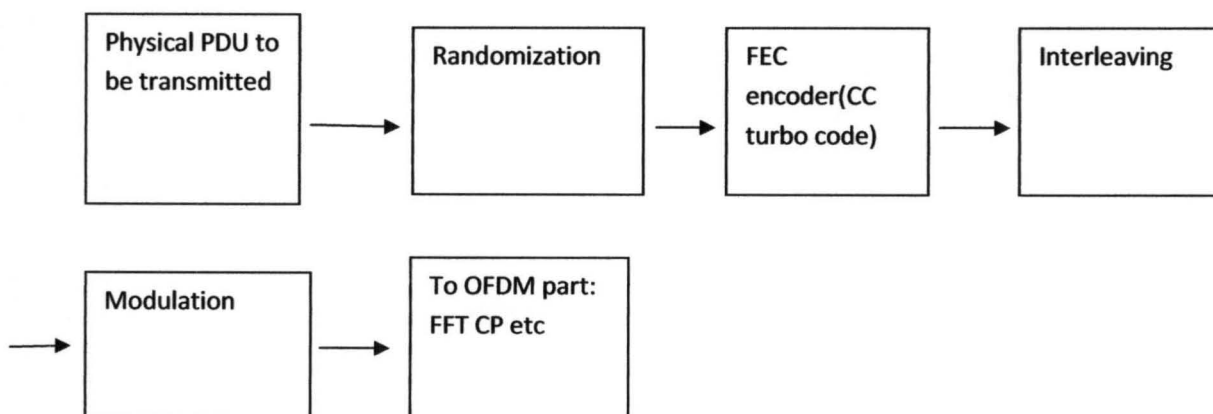 Physical PDU to
be transmitted
Randomization
FEC
encoder(CC
turbo code)
Interleaving
Modulation
To OFDM part:
FFT CP etc